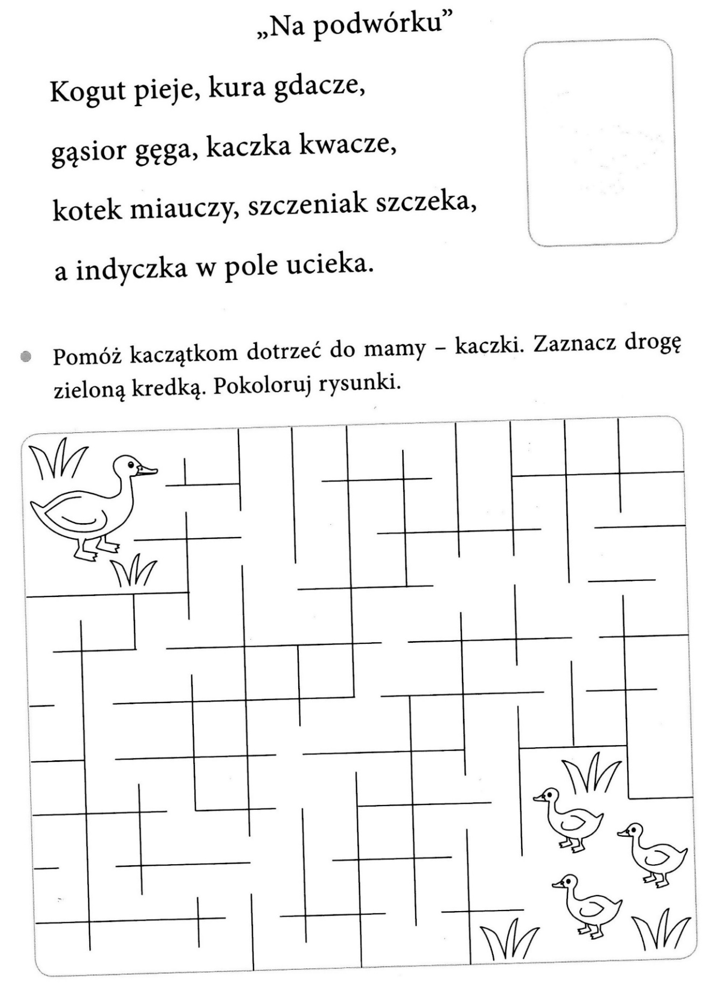 „Na podwórku”
Kogut pieje, kura gdacze,
gąsior gęga, kaczka kwacze,
kotek miauczy, szczeniak szczeka,
a indyczka w pole ucieka.
Pomóż kaczątkom dotrzeć do mamy – kaczki. Zaznacz drogę
zieloną kredką. Pokoloruj rysunki.